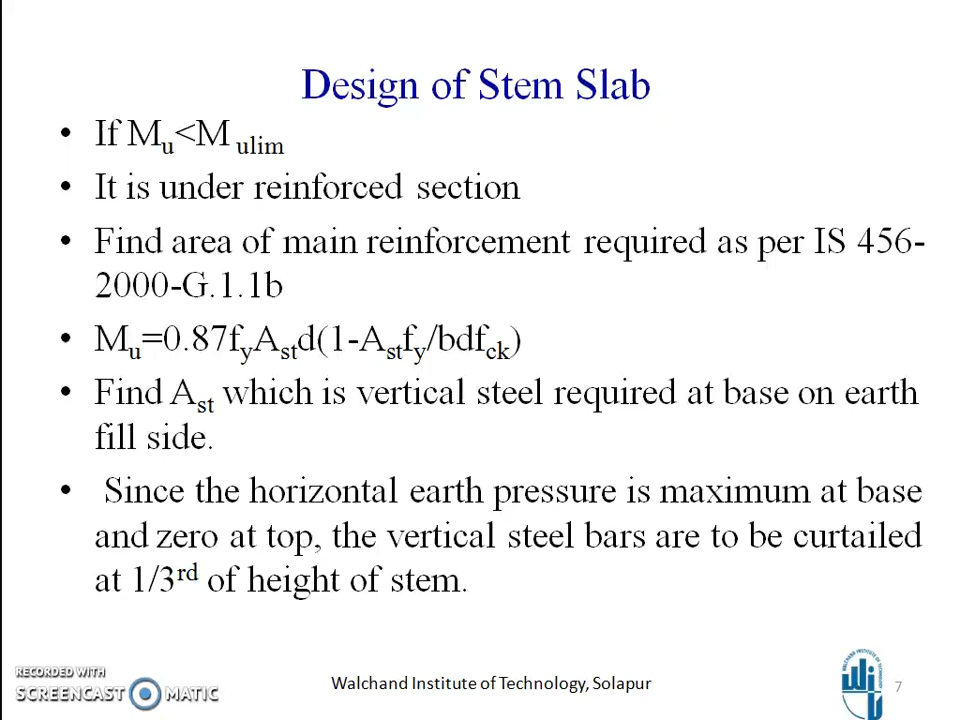 Design of Stem Slab
• If Mu<M ulim
• It is under reinforced section
• Find area of main reinforcement required as per IS 456-
2000-G.1.1b
• Mu=0.87fyAstd(1-Astfy/bdfck)
• Find Ast which is vertical steel required at base on earth
fill side.
• Since the horizontal earth pressure is maximum at base
and zero at top, the vertical steel bars are to be curtailed
at 1/3rd of height of stem.
RECORDED WITH
SCREENCAST MATIC
Walchand Institute of Technology, Solapur
7